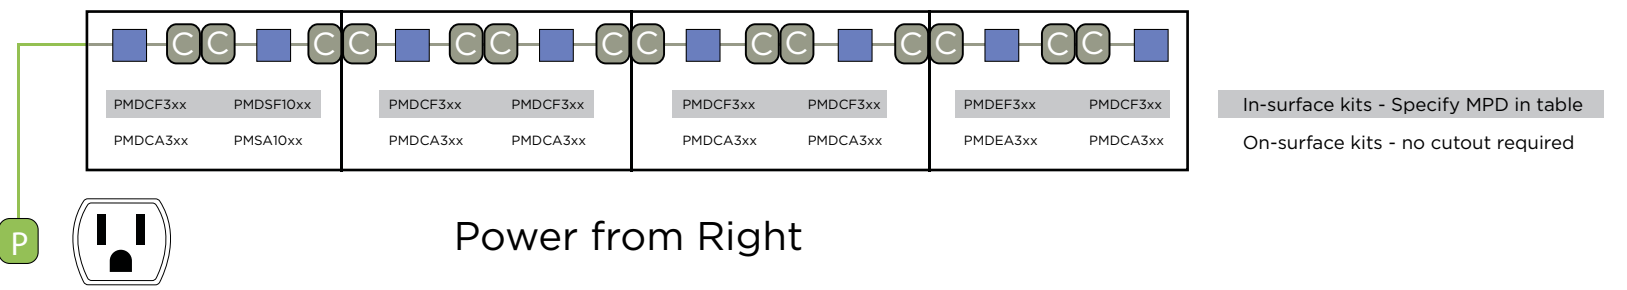 C C C C C C C C C C C C C C
PMDCF3xx PMDSF10xx PMDCF3xx PMDCF3xx PMDCF3xx PMDCF3xx PMDEF3xx PMDCF3xx In-surface kits - Specify MPD in table
PMDCA3xx PMSA10xx PMDCA3xx PMDCA3xx PMDCA3xx PMDCA3xx PMDEA3xx PMDCA3xx On-surface kits - no cutout required
P Power from Right